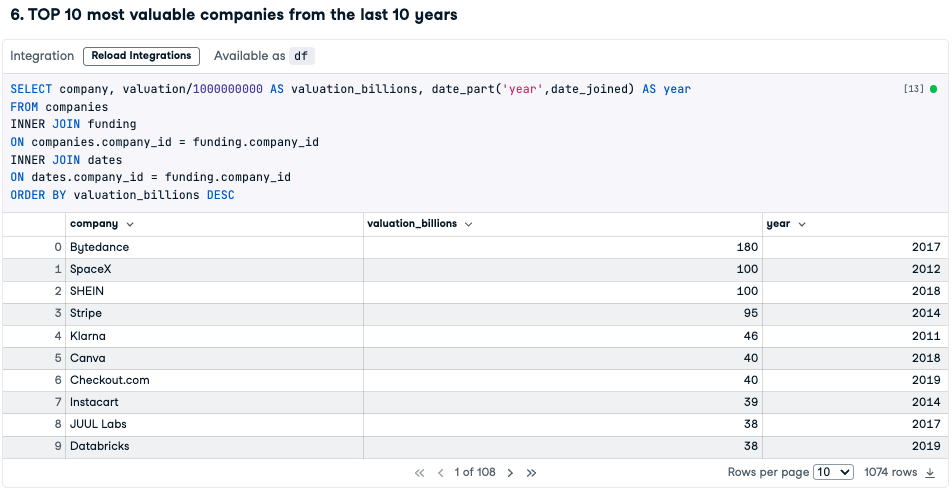 6. TOP 10 most valuable companies from the last 10 years
Integration Reload Integrations Available as df
SELECT company, valuation/1000000000 AS valuation_billions, date_part('year',date_joined) AS year [13]
FROM companies
INNER JOIN funding
ON companies.company_id = funding.company_id
INNER JOIN dates
ON dates.company_id = funding.company_id
ORDER BY valuation_billions DESC
company valuation_billions year
0 Bytedance 180 2017
1 SpaceX 100 2012
2 SHEIN 100 2018
3 Stripe 95 2014
4 Klarna 46 2011
5 Canva 40 2018
6 Checkout.com 40 2019
7 Instacart 39 2014
8 JUUL Labs 38 2017
9 Databricks 38 2019
<< < 1 of 108 > >> Rows per page 10 1074 rows